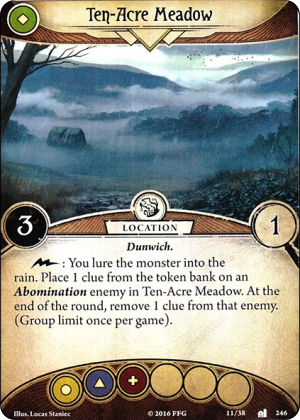 Ten-Acre Meadow
3
LOCATION
1
Dunwich.
: You lure the monster into the
rain. Place 1 clue from the token bank on an
Abomination enemy in Ten-Acre Meadow. At the
end of the round, remove 1 clue from that enemy.
(Group limit once per game).
Illus. Lucas Staniec © 2016 FFG 11/38 246